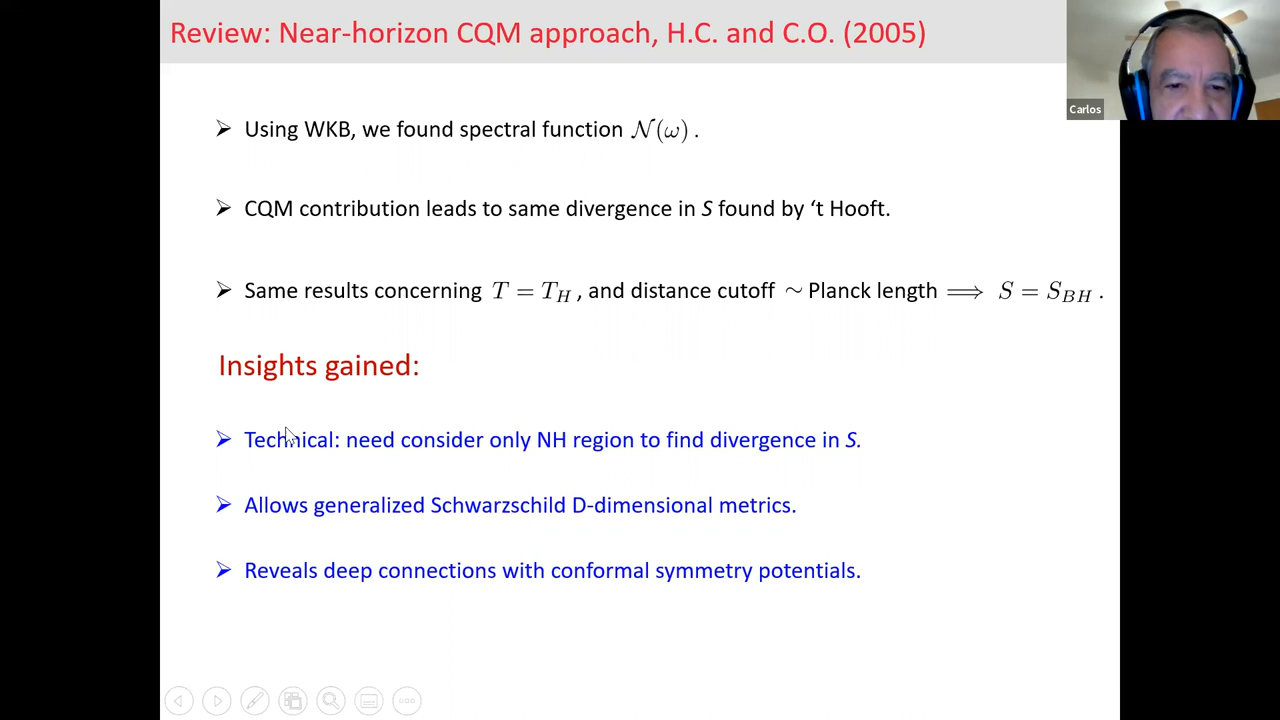 Review: Near-horizon CQM approach, H.C. and C.O. (2005)
Carlos
➢ Using WKB, we found spectral function 𝒩(ω).
➢ CQM contribution leads to same divergence in S found by ‘t Hooft.
➢ Same results concerning T = T_H, and distance cutoff ∼ Planck length ⟹ S = S_{BH}.
Insights gained:
➢ Technical: need consider only NH region to find divergence in S.
➢ Allows generalized Schwarzschild D-dimensional metrics.
➢ Reveals deep connections with conformal symmetry potentials.